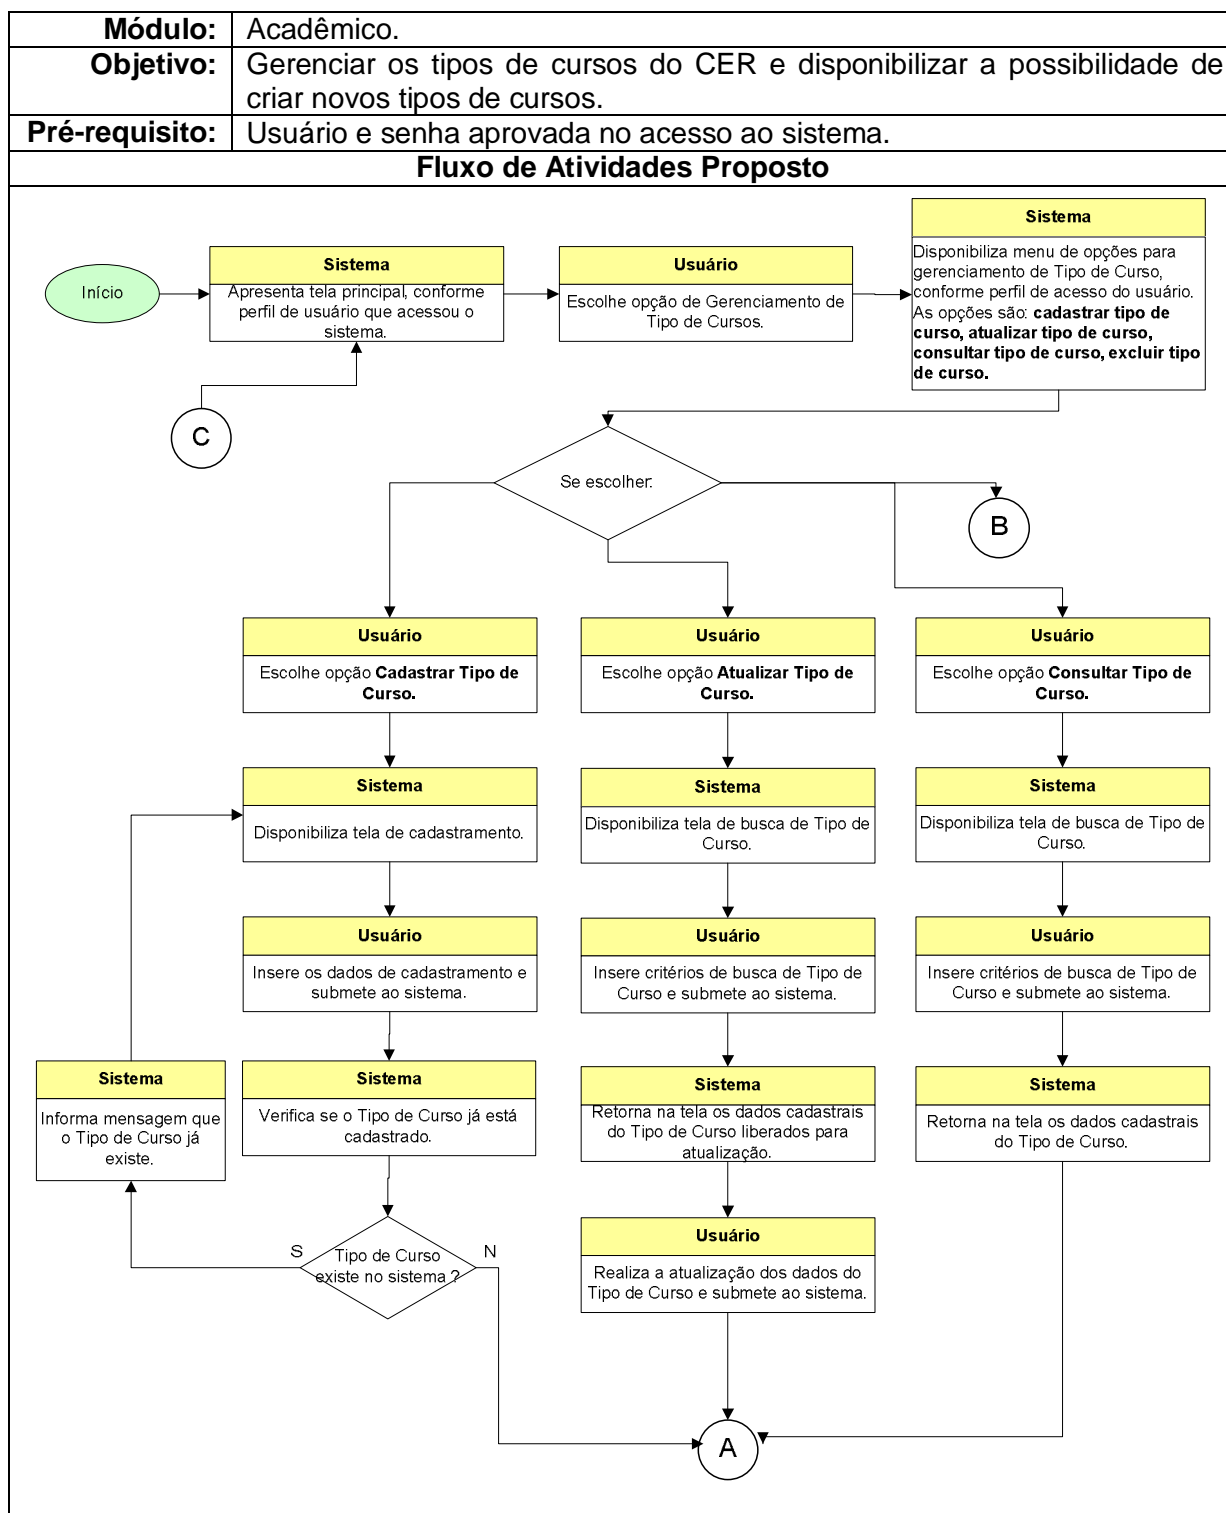 Módulo: Acadêmico.
Objetivo: Gerenciar os tipos de cursos do CER e disponibilizar a possibilidade de
criar novos tipos de cursos.
Pré-requisito: Usuário e senha aprovada no acesso ao sistema.
Fluxo de Atividades Proposto
Início
Sistema
Apresenta tela principal, conforme
perfil de usuário que acessou o
sistema.
Usuário
Escolhe opção de Gerenciamento de
Tipo de Cursos.
Sistema
Disponibiliza menu de opções para
gerenciamento de Tipo de Curso,
conforme perfil de acesso do usuário.
As opções são: cadastrar tipo de
curso, atualizar tipo de curso,
consultar tipo de curso, excluir tipo
de curso.
C
Se escolher:
B
Usuário
Escolhe opção Cadastrar Tipo de
Curso.
Usuário
Escolhe opção Atualizar Tipo de
Curso.
Usuário
Escolhe opção Consultar Tipo de
Curso.
Sistema
Disponibiliza tela de cadastramento.
Sistema
Disponibiliza tela de busca de Tipo de
Curso.
Sistema
Disponibiliza tela de busca de Tipo de
Curso.
Usuário
Insere os dados de cadastramento e
submete ao sistema.
Usuário
Insere critérios de busca de Tipo de
Curso e submete ao sistema.
Usuário
Insere critérios de busca de Tipo de
Curso e submete ao sistema.
Sistema
Informa mensagem que
o Tipo de Curso já
existe.
Sistema
Verifica se o Tipo de Curso já está
cadastrado.
Sistema
Retorna na tela os dados cadastrais
do Tipo de Curso liberados para
atualização.
Sistema
Retorna na tela os dados cadastrais
do Tipo de Curso.
S
Tipo de Curso
existe no sistema ?
N
Usuário
Realiza a atualização dos dados do
Tipo de Curso e submete ao sistema.
A